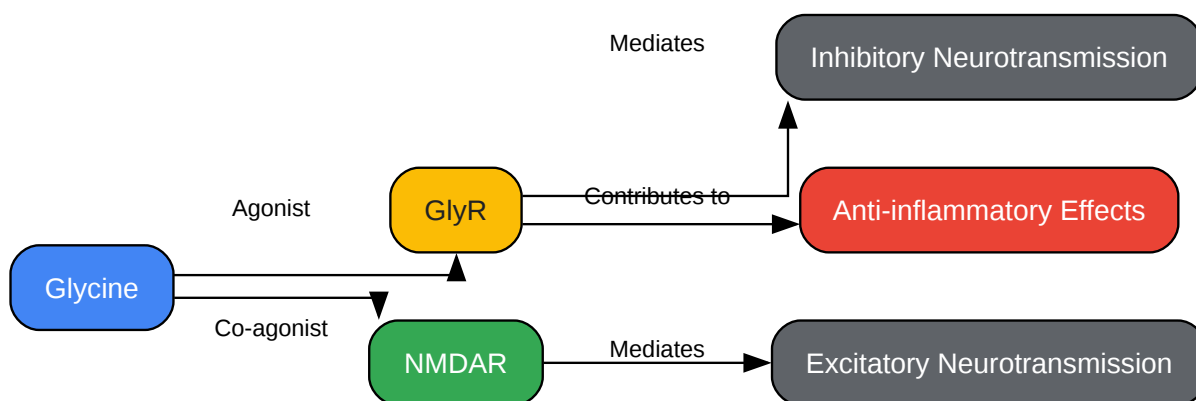 Mediates
Inhibitory Neurotransmission
Agonist
GlyR
Contributes to
Anti-inflammatory Effects
Glycine
Co-agonist
NMDAR
Mediates
Excitatory Neurotransmission